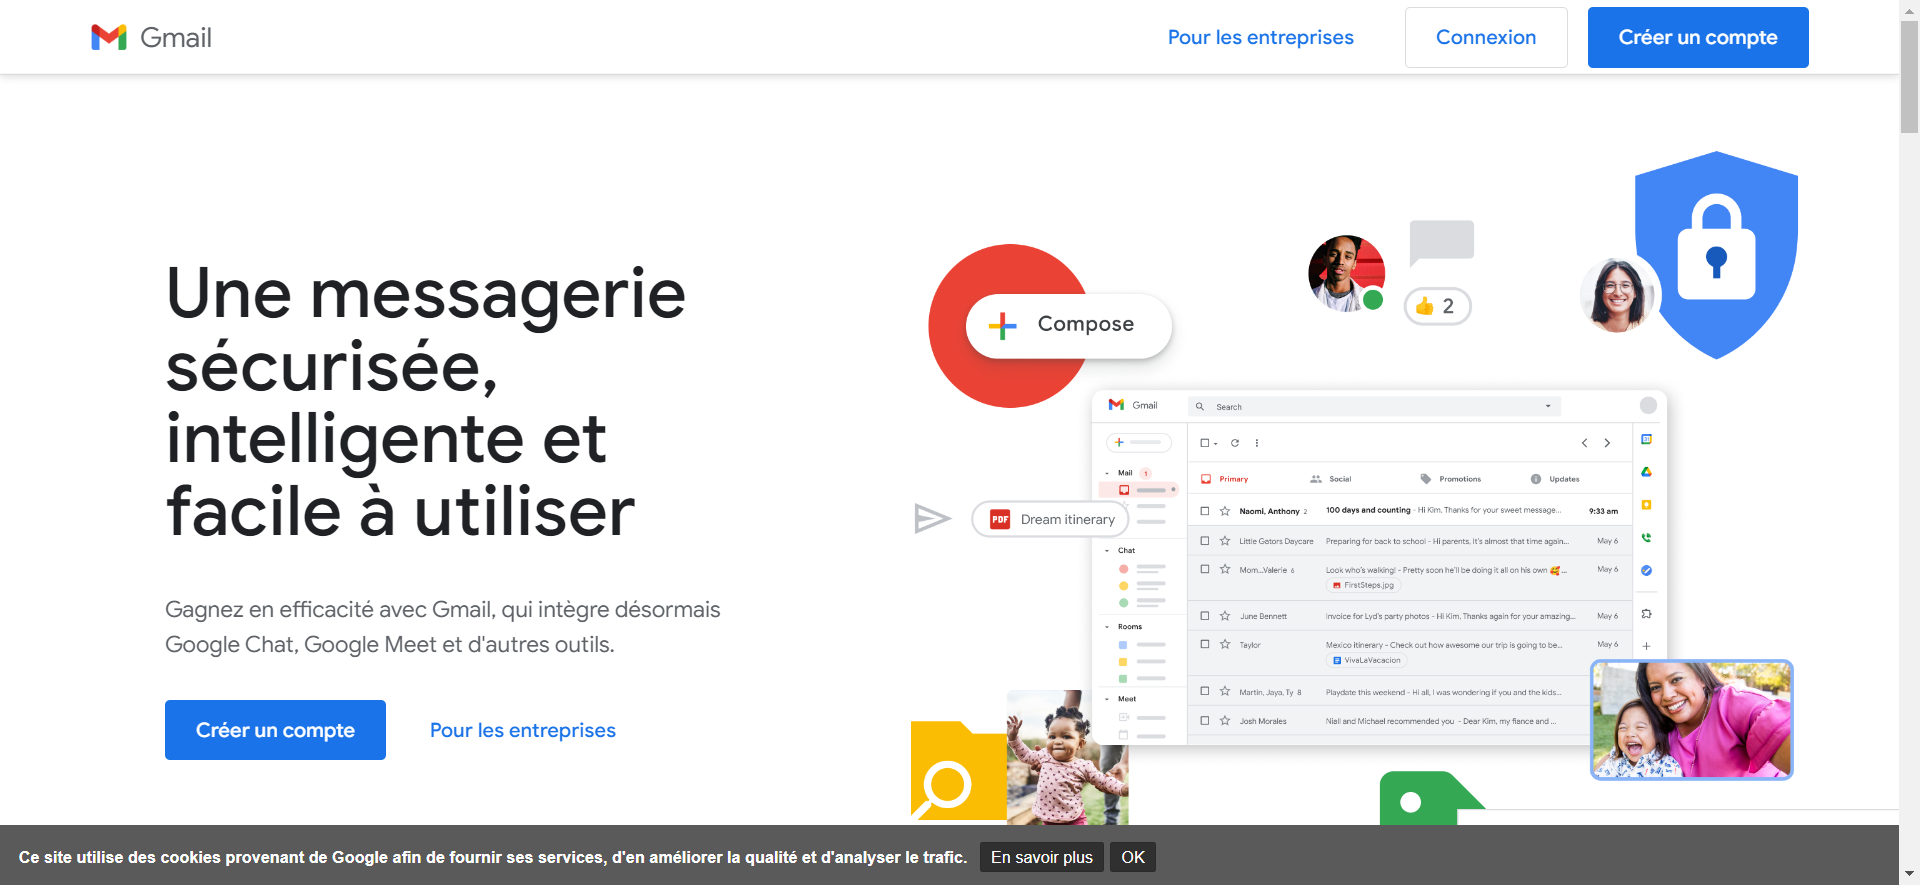 Gmail
Pour les entreprises
Connexion
Créer un compte
Une messagerie
sécurisée,
intelligente et
facile à utiliser
Gagnez en efficacité avec Gmail, qui intègre désormais
Google Chat, Google Meet et d'autres outils.
Créer un compte
Pour les entreprises
Compose
👍 2
PDF Dream itinerary
Gmail
Search
Mail 1
Chat
Rooms
Meet
Primary
Social
Promotions
Updates
Naomi, Anthony 2 100 days and counting - Hi Kim, Thanks for your sweet message... 9:33 am
Little Gators Daycare Preparing for back to school - Hi parents, It's almost that time again... May 6
Mom...Valerie 6 Look who's walking! - Pretty soon he'll be doing it all on his own 🥰 ... May 6
FirstSteps.jpg
June Bennett Invoice for Lyd's party photos - Hi Kim, Thanks again for your amazing... May 6
Taylor Mexico itinerary - Check out how awesome our trip is going to be... May 6
VivaLaVacacion
Martin, Jaya, Ty 8 Playdate this weekend - Hi all, I was wondering if you and the kids...
Josh Morales Niall and Michael recommended you - Dear Kim, my fiance and ...
Ce site utilise des cookies provenant de Google afin de fournir ses services, d'en améliorer la qualité et d'analyser le trafic.
En savoir plus
OK